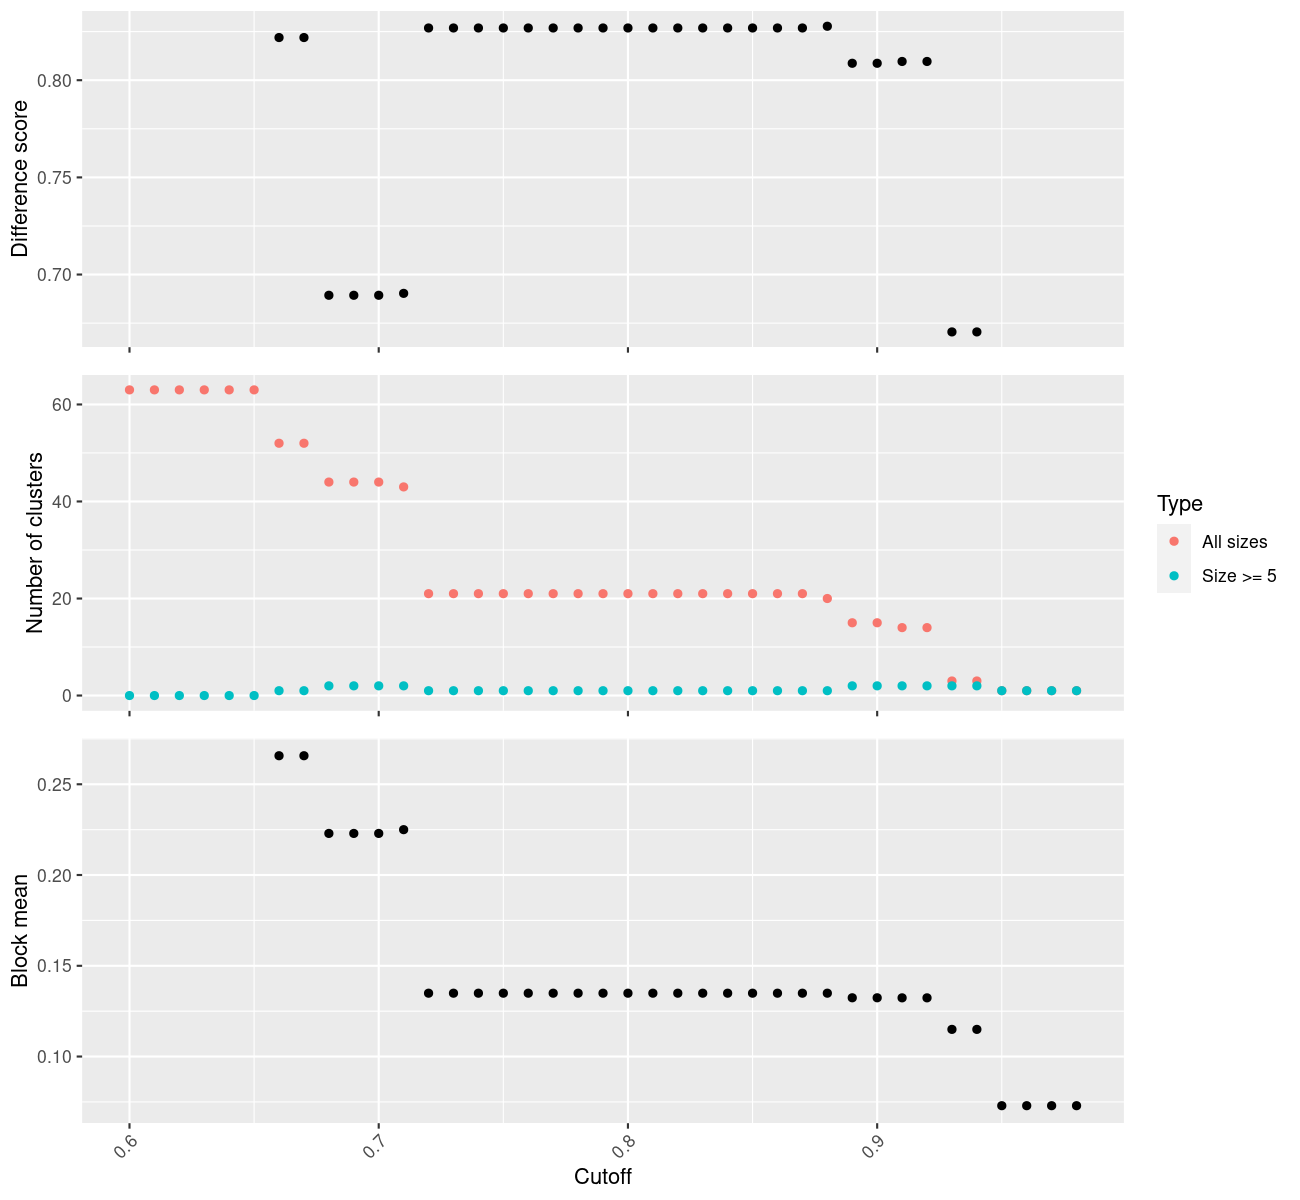 Difference score
0.80
0.75
0.70
Number of clusters
60
40
20
0
Type
All sizes
Size >= 5
Block mean
0.25
0.20
0.15
0.10
0.6
0.7
0.8
0.9
Cutoff